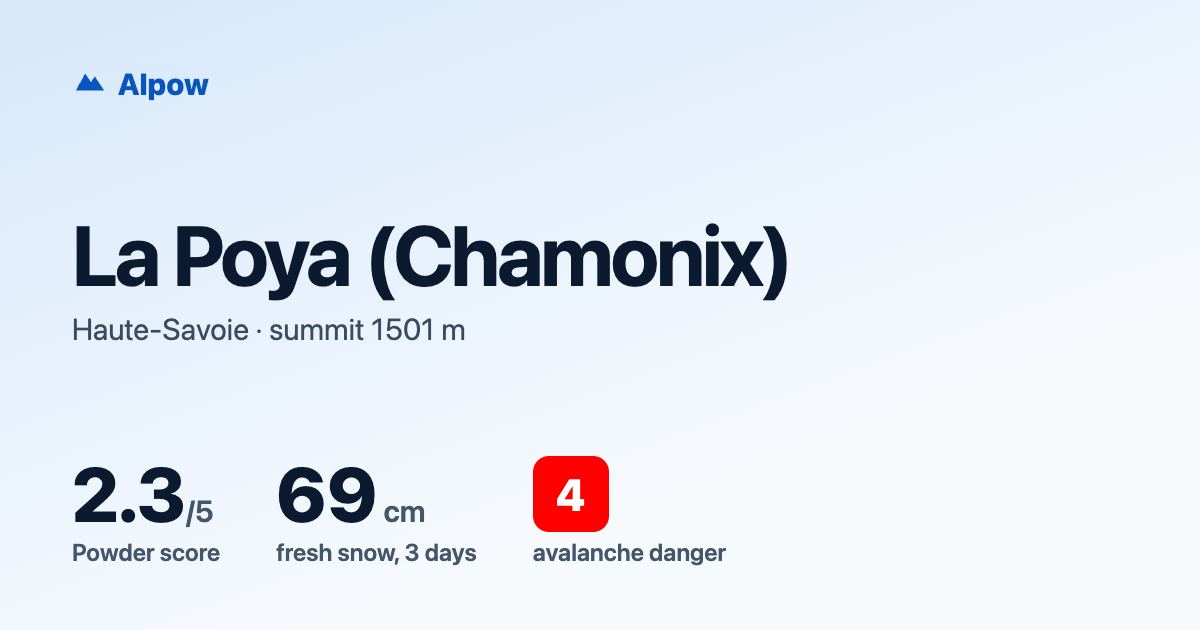 Alpow
La Poya (Chamonix)
Haute-Savoie · summit 1501 m
2.3/5 69 cm 4
Powder score fresh snow, 3 days avalanche danger